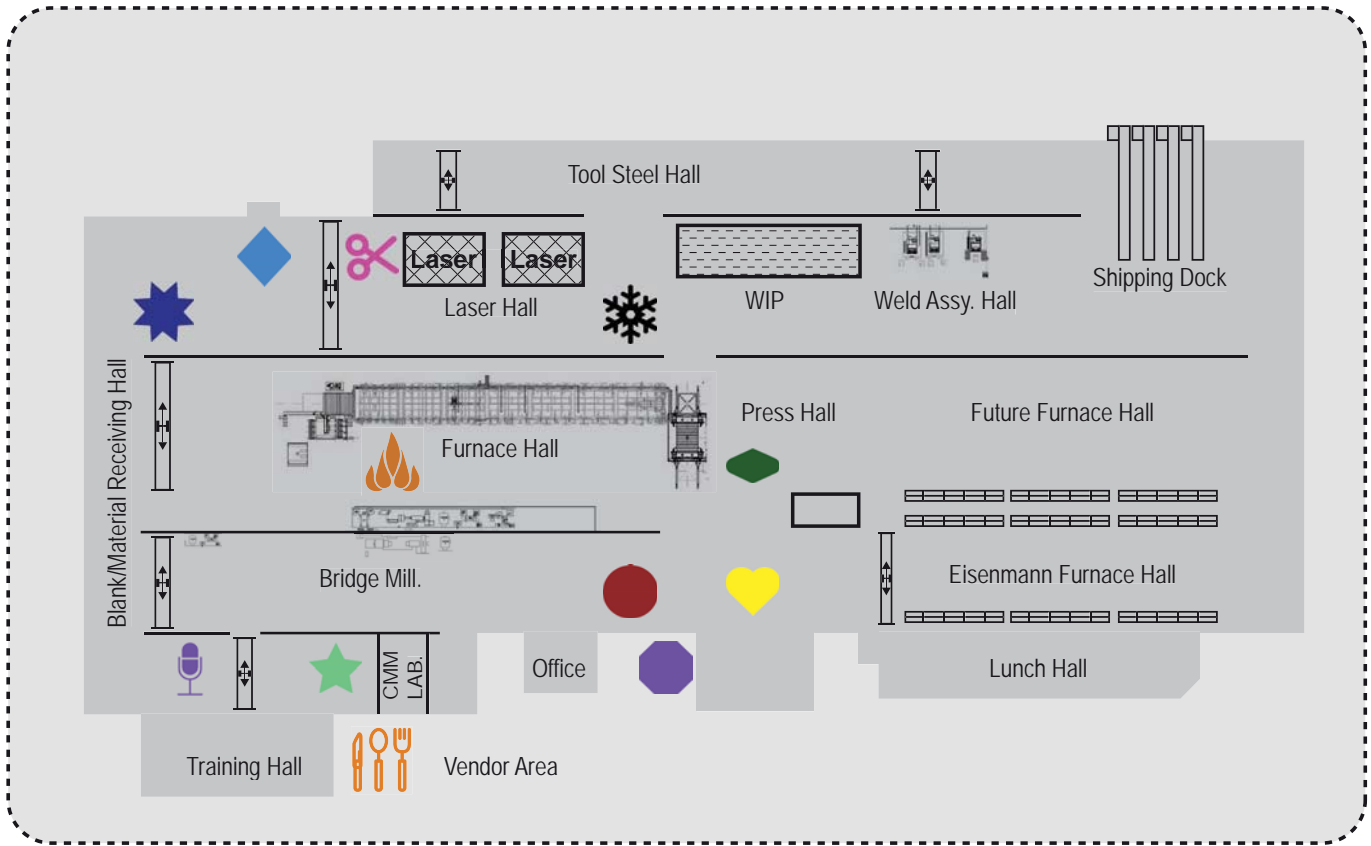 Tool Steel Hall
Laser
Laser
Laser Hall
WIP
Weld Assy. Hall
Shipping Dock
Blank/Material Receiving Hall
Furnace Hall
Press Hall
Future Furnace Hall
Bridge Mill.
Eisenmann Furnace Hall
CMM
LAB.
Office
Lunch Hall
Training Hall
Vendor Area